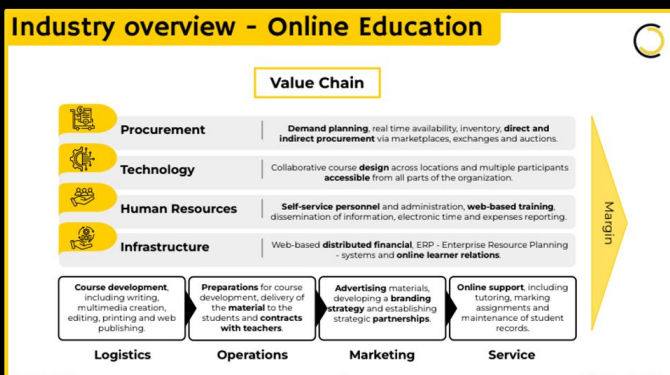 Industry overview - Online Education
Value Chain
Procurement
Demand planning, real time availability, inventory, direct and
indirect procurement via marketplaces, exchanges and auctions.
Technology
Collaborative course design across locations and multiple participants
accessible from all parts of the organization.
Human Resources
Self-service personnel and administration, web-based training,
dissemination of information, electronic time and expenses reporting.
Infrastructure
Web-based distributed financial, ERP - Enterprise Resource Planning
- systems and online learner relations.
Margin
Course development,
including writing,
multimedia creation,
editing, printing and web
publishing.
Preparations for course
development, delivery of
the material to the
students and contracts
with teachers.
Advertising materials,
developing a branding
strategy and establishing
strategic partnerships.
Online support, including
tutoring, marking
assignments and
maintenance of student
records.
Logistics
Operations
Marketing
Service